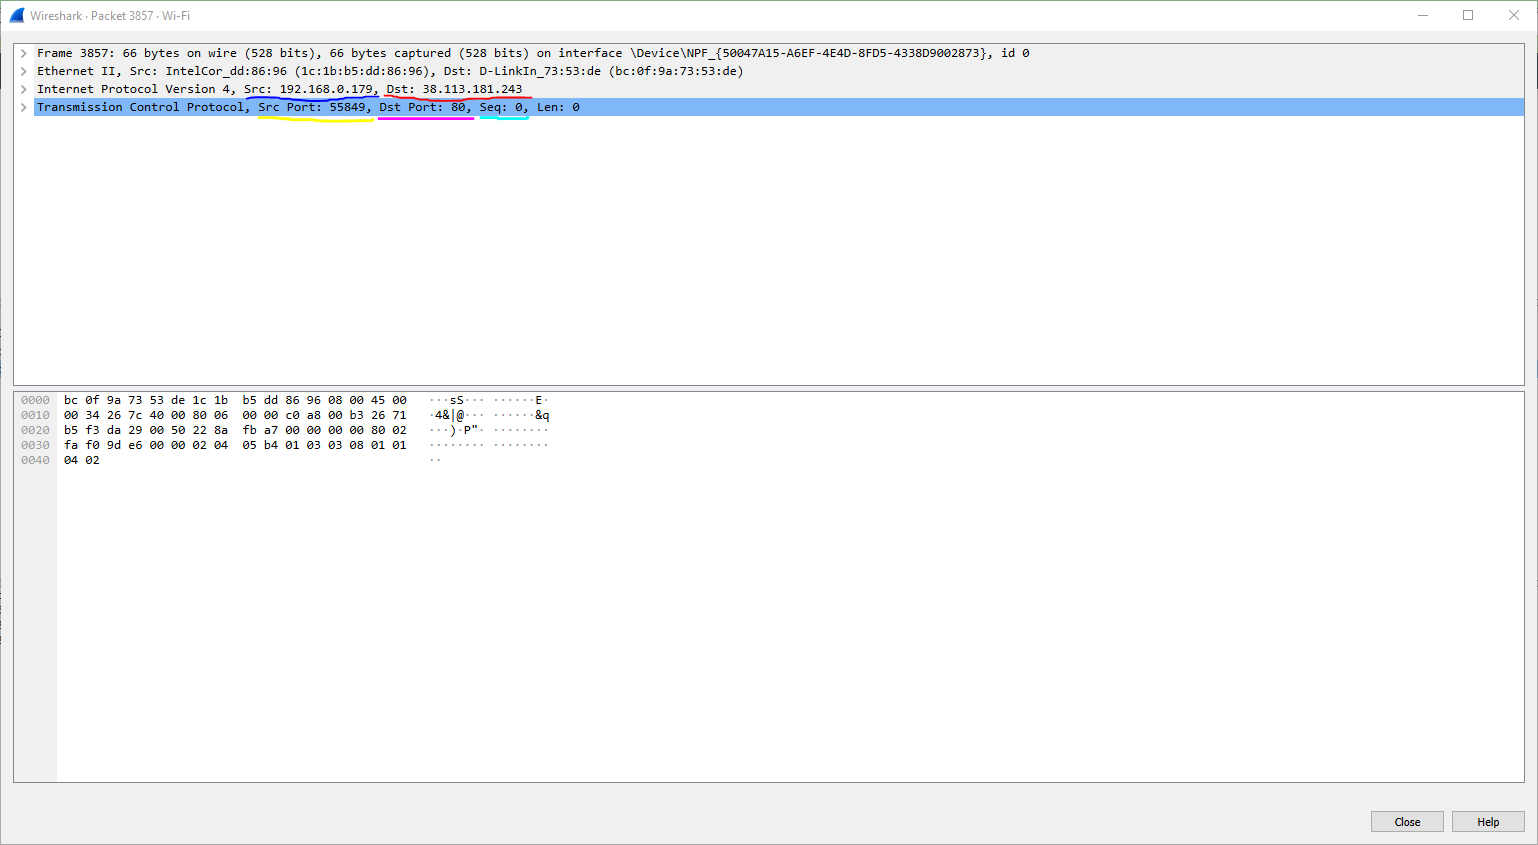 Wireshark · Packet 3857 · Wi-Fi
Frame 3857: 66 bytes on wire (528 bits), 66 bytes captured (528 bits) on interface \Device\NPF_{50047A15-A6EF-4E4D-8FD5-4338D9002873}, id 0
Ethernet II, Src: IntelCor_dd:86:96 (1c:1b:b5:dd:86:96), Dst: D-LinkIn_73:53:de (bc:0f:9a:73:53:de)
Internet Protocol Version 4, Src: 192.168.0.179, Dst: 38.113.181.243
Transmission Control Protocol, Src Port: 55849, Dst Port: 80, Seq: 0, Len: 0
0000 bc 0f 9a 73 53 de 1c 1b b5 dd 86 96 08 00 45 00 ···sS··· ······E·
0010 00 34 26 7c 40 00 80 06 00 00 c0 a8 00 b3 26 71 ·4&|@··· ······&q
0020 b5 f3 da 29 00 50 22 8a fb a7 00 00 00 00 80 02 ···)·P"· ········
0030 fa f0 9d e6 00 00 02 04 05 b4 01 03 03 08 01 01 ········ ········
0040 04 02 ··
Close Help